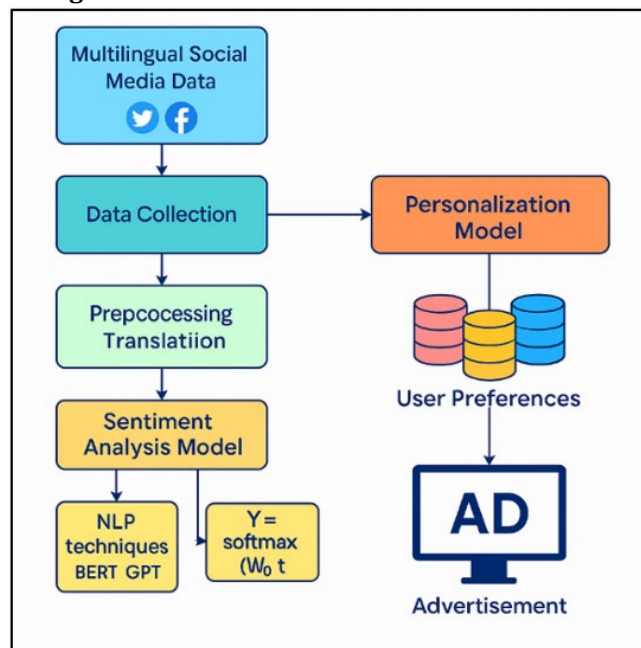 Multilingual Social
Media Data
Data Collection
Personalization
Model
Prepcocessing
Translatiion
User Preferences
Sentiment
Analysis Model
NLP
techniques
BERT GPT
Y =
softmax
(W₀ t
AD
Advertisement